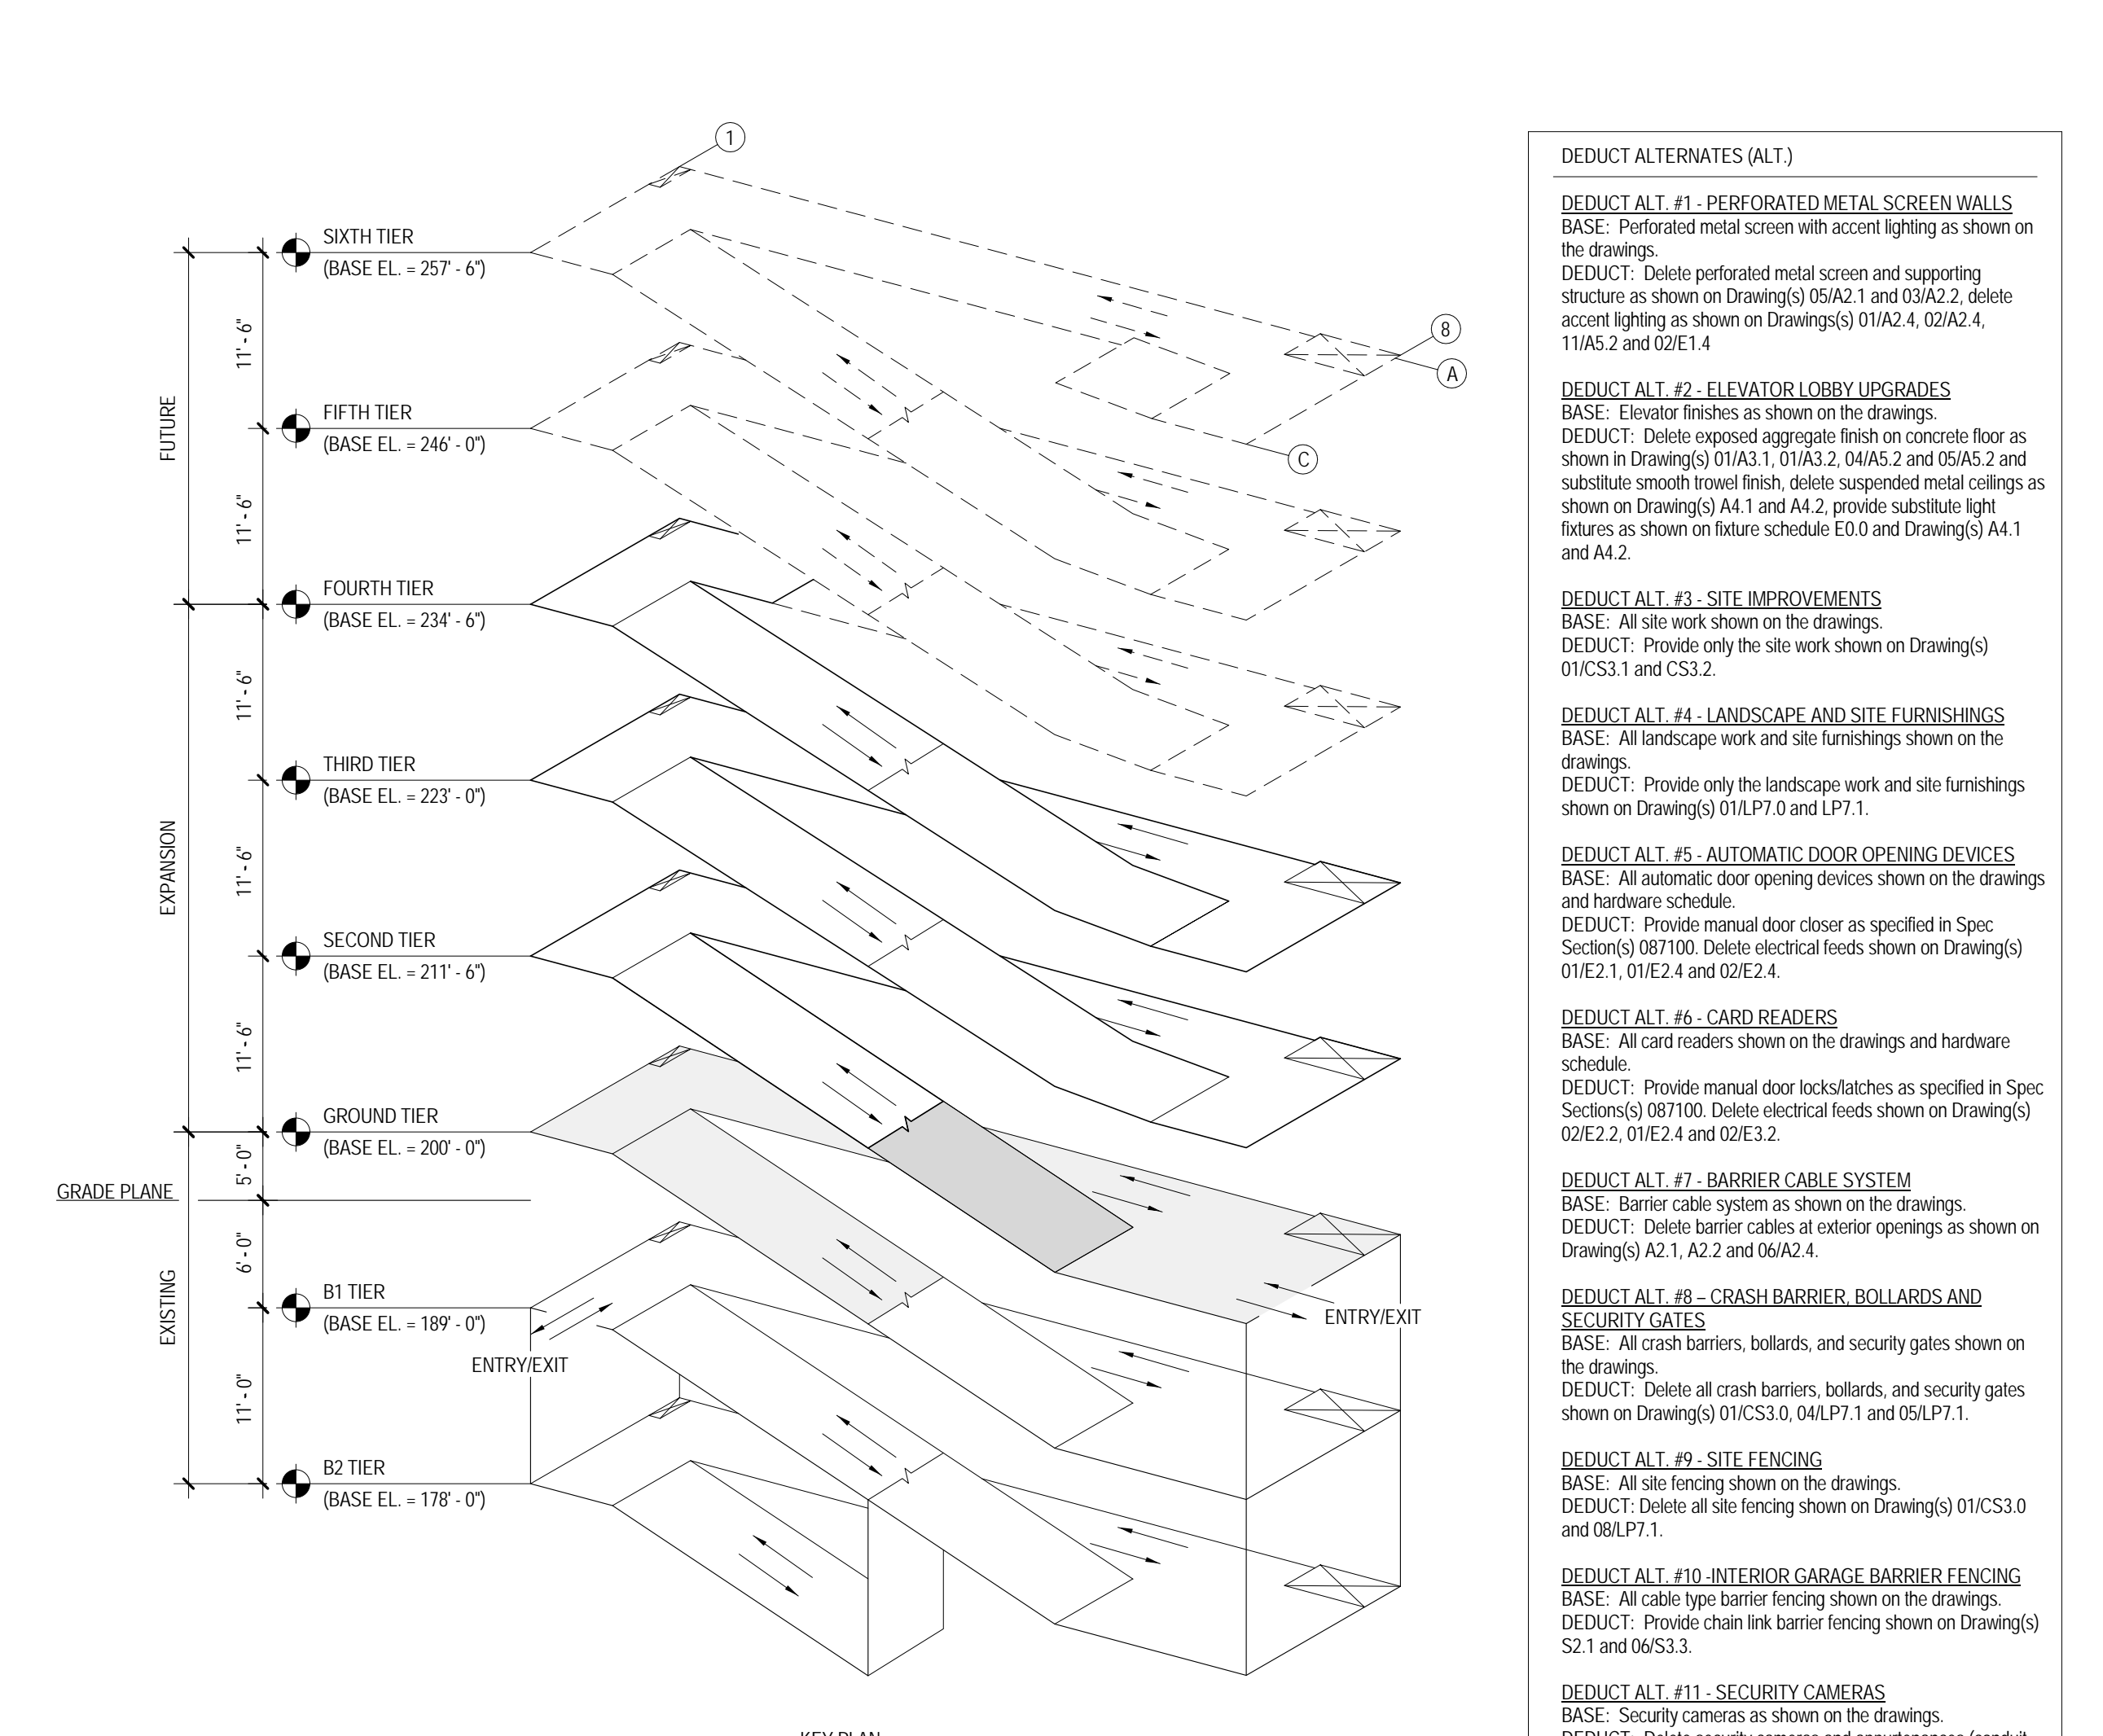 1
8
A
C
SIXTH TIER
(BASE EL. = 257' - 6")
11' - 6"
FIFTH TIER
(BASE EL. = 246' - 0")
FUTURE
11' - 6"
FOURTH TIER
(BASE EL. = 234' - 6")
11' - 6"
THIRD TIER
(BASE EL. = 223' - 0")
EXPANSION
11' - 6"
SECOND TIER
(BASE EL. = 211' - 6")
11' - 6"
GROUND TIER
(BASE EL. = 200' - 0")
5' - 0"
GRADE PLANE
6' - 0"
EXISTING
B1 TIER
(BASE EL. = 189' - 0")
ENTRY/EXIT
ENTRY/EXIT
11' - 0"
B2 TIER
(BASE EL. = 178' - 0")
KEY PLAN
DEDUCT ALTERNATES (ALT.)
DEDUCT ALT. #1 - PERFORATED METAL SCREEN WALLS
BASE: Perforated metal screen with accent lighting as shown on
the drawings.
DEDUCT: Delete perforated metal screen and supporting
structure as shown on Drawing(s) 05/A2.1 and 03/A2.2, delete
accent lighting as shown on Drawings(s) 01/A2.4, 02/A2.4,
11/A5.2 and 02/E1.4
DEDUCT ALT. #2 - ELEVATOR LOBBY UPGRADES
BASE: Elevator finishes as shown on the drawings.
DEDUCT: Delete exposed aggregate finish on concrete floor as
shown in Drawing(s) 01/A3.1, 01/A3.2, 04/A5.2 and 05/A5.2 and
substitute smooth trowel finish, delete suspended metal ceilings as
shown on Drawing(s) A4.1 and A4.2, provide substitute light
fixtures as shown on fixture schedule E0.0 and Drawing(s) A4.1
and A4.2.
DEDUCT ALT. #3 - SITE IMPROVEMENTS
BASE: All site work shown on the drawings.
DEDUCT: Provide only the site work shown on Drawing(s)
01/CS3.1 and CS3.2.
DEDUCT ALT. #4 - LANDSCAPE AND SITE FURNISHINGS
BASE: All landscape work and site furnishings shown on the
drawings.
DEDUCT: Provide only the landscape work and site furnishings
shown on Drawing(s) 01/LP7.0 and LP7.1.
DEDUCT ALT. #5 - AUTOMATIC DOOR OPENING DEVICES
BASE: All automatic door opening devices shown on the drawings
and hardware schedule.
DEDUCT: Provide manual door closer as specified in Spec
Section(s) 087100. Delete electrical feeds shown on Drawing(s)
01/E2.1, 01/E2.4 and 02/E2.4.
DEDUCT ALT. #6 - CARD READERS
BASE: All card readers shown on the drawings and hardware
schedule.
DEDUCT: Provide manual door locks/latches as specified in Spec
Sections(s) 087100. Delete electrical feeds shown on Drawing(s)
02/E2.2, 01/E2.4 and 02/E3.2.
DEDUCT ALT. #7 - BARRIER CABLE SYSTEM
BASE: Barrier cable system as shown on the drawings.
DEDUCT: Delete barrier cables at exterior openings as shown on
Drawing(s) A2.1, A2.2 and 06/A2.4.
DEDUCT ALT. #8 – CRASH BARRIER, BOLLARDS AND
SECURITY GATES
BASE: All crash barriers, bollards, and security gates shown on
the drawings.
DEDUCT: Delete all crash barriers, bollards, and security gates
shown on Drawing(s) 01/CS3.0, 04/LP7.1 and 05/LP7.1.
DEDUCT ALT. #9 - SITE FENCING
BASE: All site fencing shown on the drawings.
DEDUCT: Delete all site fencing shown on Drawing(s) 01/CS3.0
and 08/LP7.1.
DEDUCT ALT. #10 -INTERIOR GARAGE BARRIER FENCING
BASE: All cable type barrier fencing shown on the drawings.
DEDUCT: Provide chain link barrier fencing shown on Drawing(s)
S2.1 and 06/S3.3.
DEDUCT ALT. #11 - SECURITY CAMERAS
BASE: Security cameras as shown on the drawings.
DEDUCT: Delete security cameras and appurtenances (conduit,